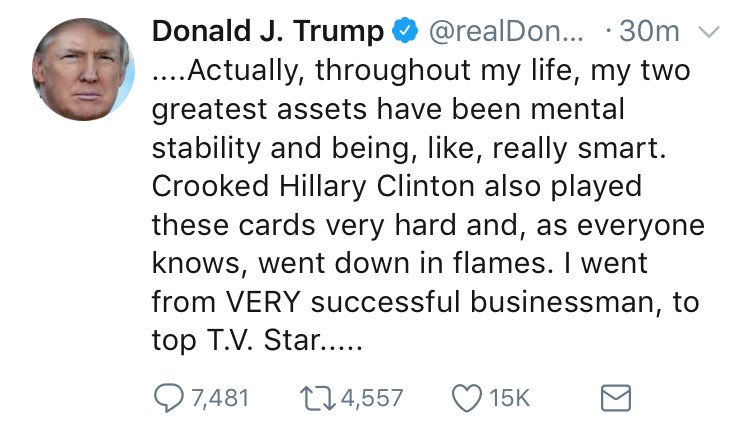 Donald J. Trump @realDon... · 30m
....Actually, throughout my life, my two
greatest assets have been mental
stability and being, like, really smart.
Crooked Hillary Clinton also played
these cards very hard and, as everyone
knows, went down in flames. I went
from VERY successful businessman, to
top T.V. Star.....
7,481 4,557 15K